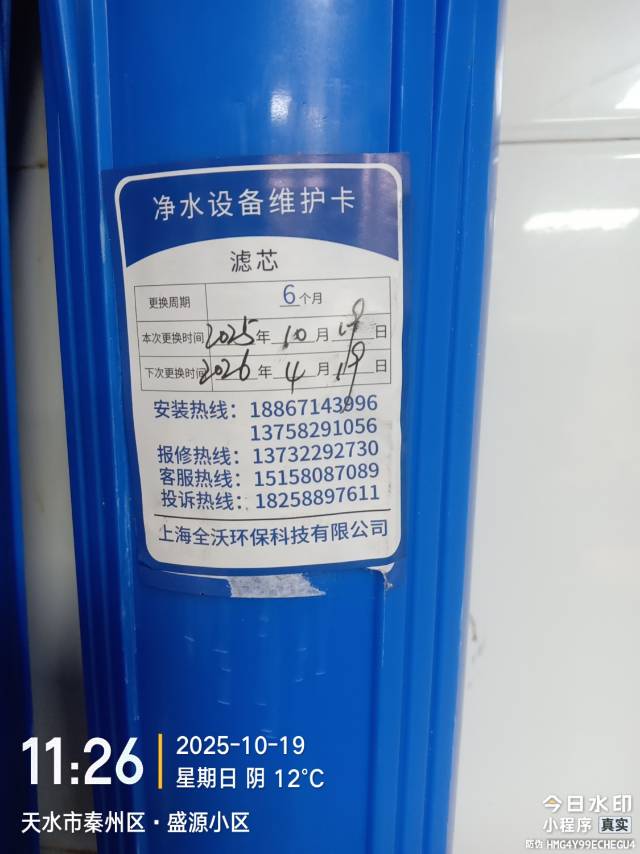 净水设备维护卡
滤芯
更换周期 6个月
本次更换时间 2025年10月19日
下次更换时间 2026年4月19日
安装热线：18867143996
13758291056
报修热线：13732292730
客服热线：15158087089
投诉热线：18258897611
上海全沃环保科技有限公司
11:26
2025-10-19
星期日 阴 12°C
天水市秦州区·盛源小区
今日水印
小程序 真实
防伪 HMG4Y99ECHEGU4